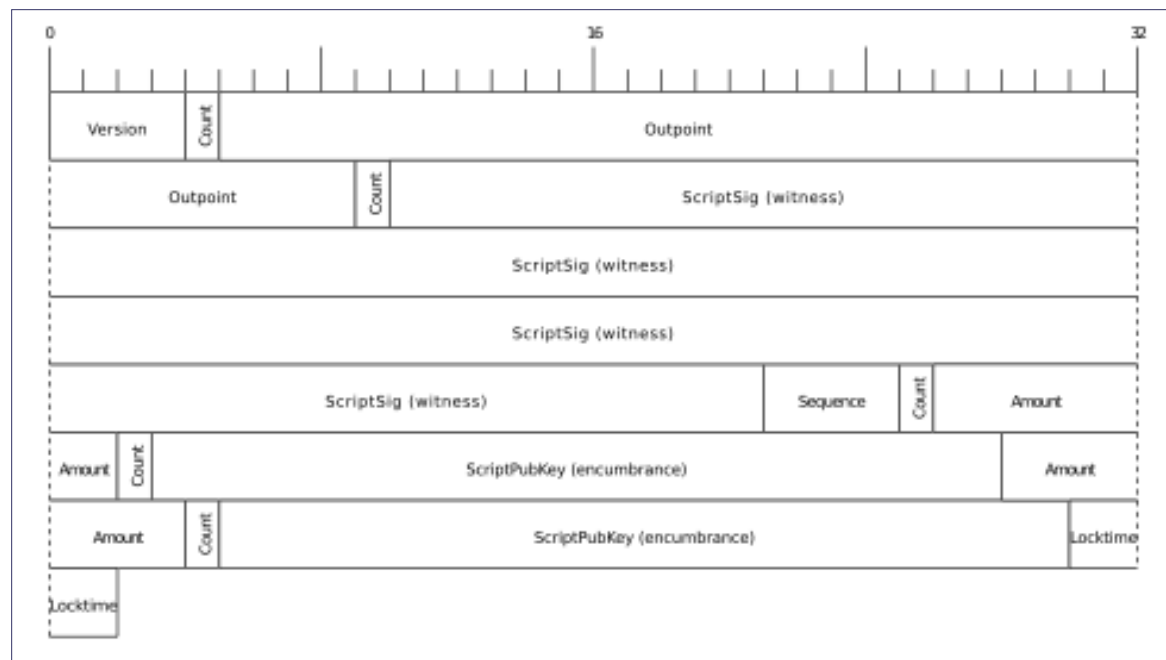 0 16 32
Version Count Outpoint
Outpoint Count ScriptSig (witness)
ScriptSig (witness)
ScriptSig (witness)
ScriptSig (witness) Sequence Count Amount
Amount Count ScriptPubKey (encumbrance) Amount
Amount Count ScriptPubKey (encumbrance) Locktime
Locktime